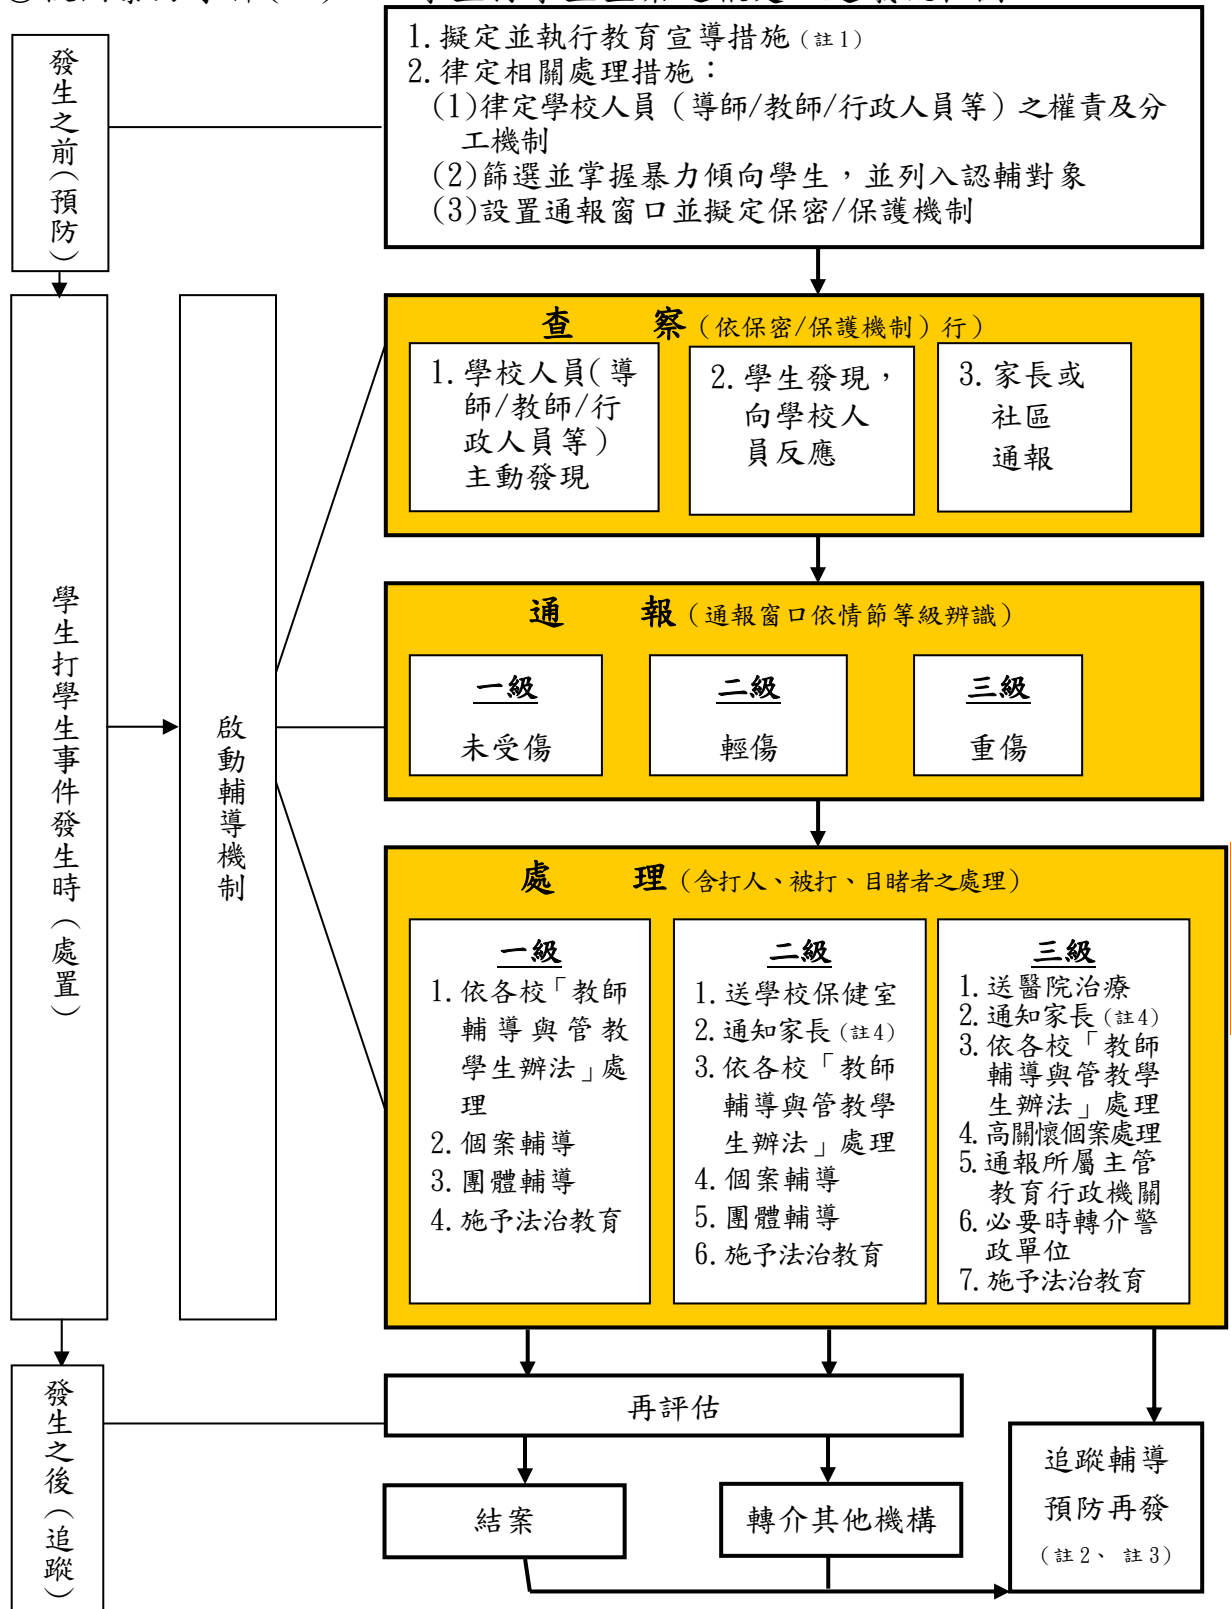 發生之前(預防)
1.擬定並執行教育宣導措施(註1)
2.律定相關處理措施：
(1)律定學校人員（導師/教師/行政人員等）之權責及分
工機制
(2)篩選並掌握暴力傾向學生，並列入認輔對象
(3)設置通報窗口並擬定保密/保護機制
學生打學生事件發生時（處置）
啟動輔導機制
查 察(依保密/保護機制）行)
1.學校人員(導
師/教師/行
政人員等)
主動發現
2.學生發現，
向學校人
員反應
3.家長或
社區
通報
通 報(通報窗口依情節等級辨識)
一級
未受傷
二級
輕傷
三級
重傷
處 理(含打人、被打、目睹者之處理)
一級
1.依各校「教師
輔導與管教
學生辦法」處
理
2.個案輔導
3.團體輔導
4.施予法治教育
二級
1.送學校保健室
2.通知家長(註4)
3.依各校「教師
輔導與管教學
生辦法」處理
4.個案輔導
5.團體輔導
6.施予法治教育
三級
1.送醫院治療
2.通知家長(註4)
3.依各校「教師
輔導與管教學
生辦法」處理
4.高關懷個案處理
5.通報所屬主管
教育行政機關
6.必要時轉介警
政單位
7.施予法治教育
發生之後（追蹤）
再評估
結案
轉介其他機構
追蹤輔導
預防再發
(註2、註3)